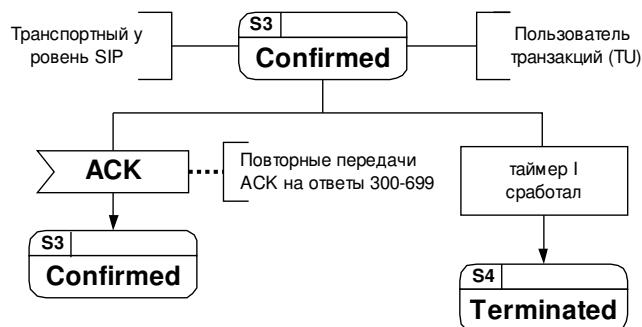 S3
Confirmed
Транспортный у
ровень SIP
Пользователь
транзакций (TU)
ACK
Повторные передачи
ACK на ответы 300-699
таймер I
сработал
S3
Confirmed
S4
Terminated